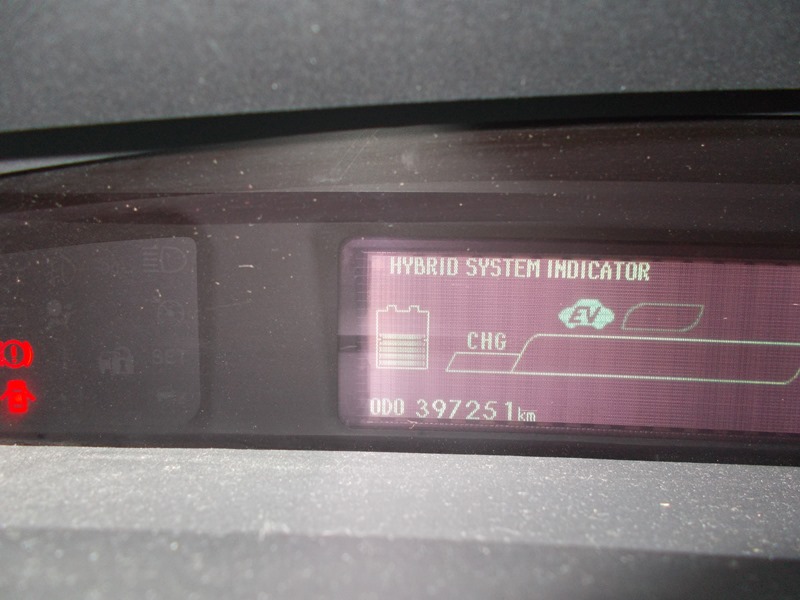 HYBRID SYSTEM INDICATOR
EV
CHG
ODO 397251km